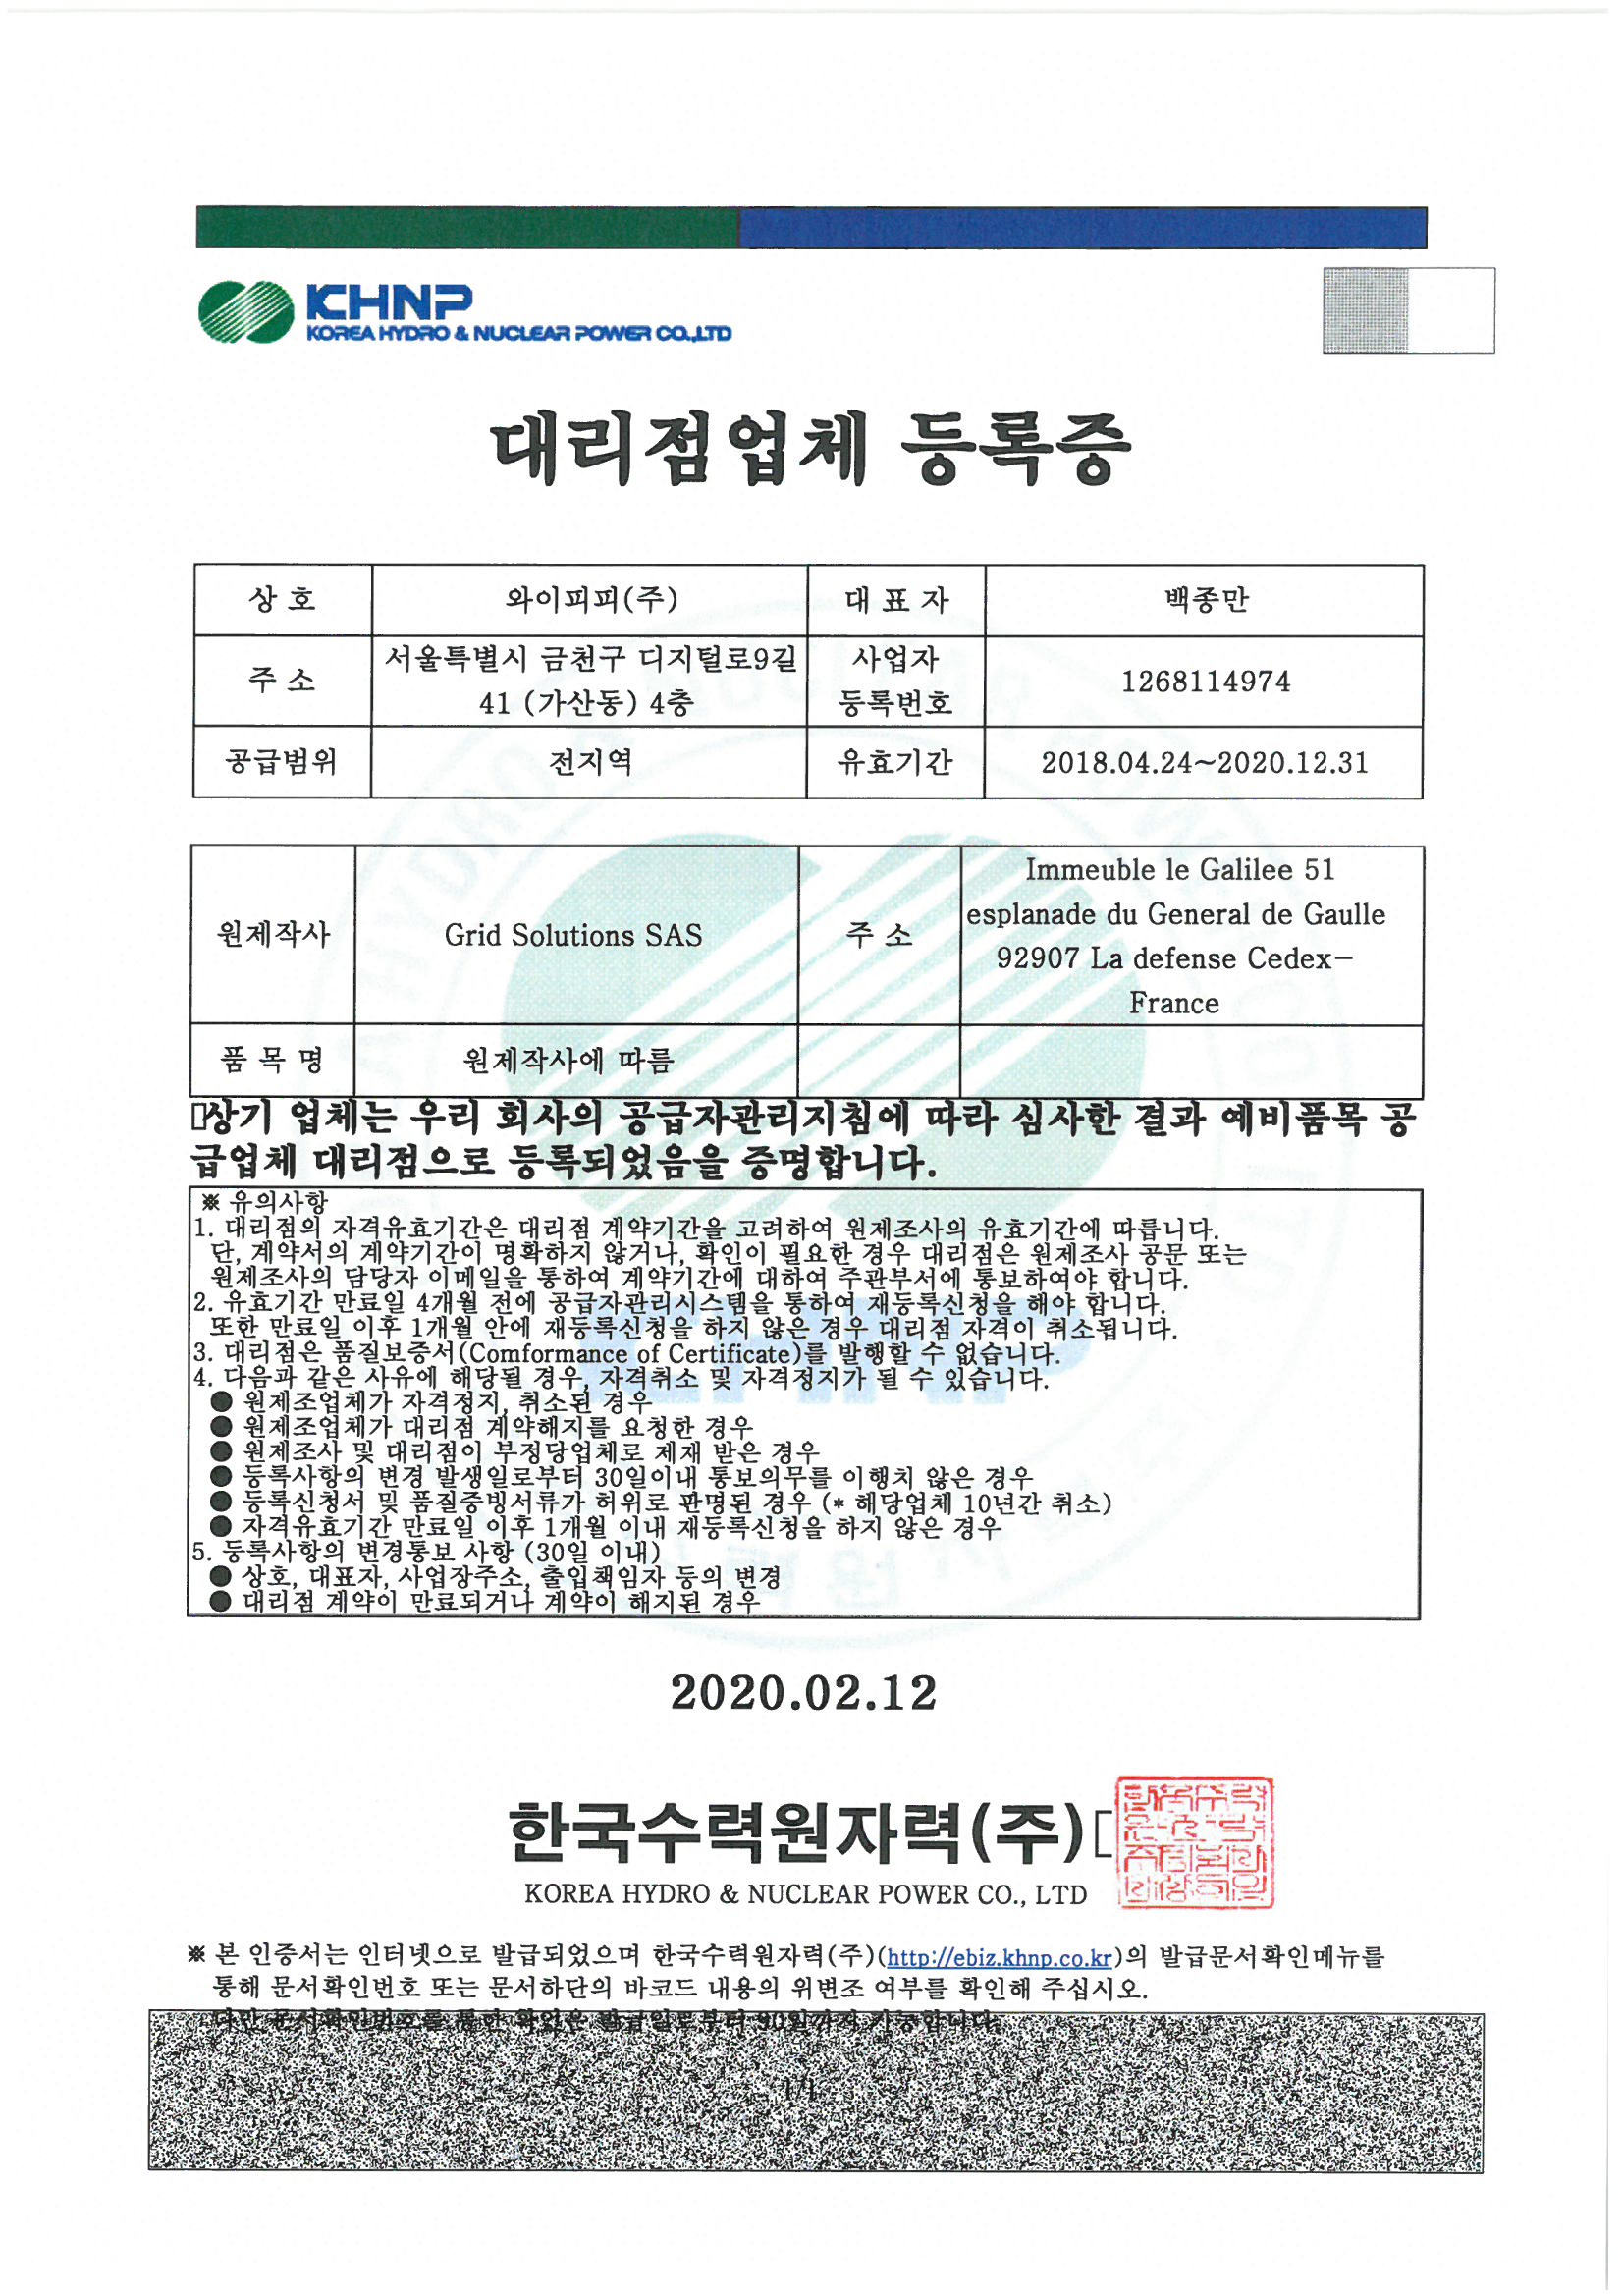 KHNP
KOREA HYDRO & NUCLEAR POWER CO.,LTD
대리점업체 등록증
상 호 와이피피(주) 대 표 자 백종만
주 소 서울특별시 금천구 디지털로9길 41 (가산동) 4층 사업자 등록번호 1268114974
공급범위 전지역 유효기간 2018.04.24~2020.12.31
원제작사 Grid Solutions SAS 주 소 Immeuble le Galilee 51
esplanade du General de Gaulle
92907 La defense Cedex-
France
품 목 명 원제작사에 따름
상기 업체는 우리 회사의 공급자관리지침에 따라 심사한 결과 예비품목 공
급업체 대리점으로 등록되었음을 증명합니다.
※ 유의사항
1. 대리점의 자격유효기간은 대리점 계약기간을 고려하여 원제조사의 유효기간에 따릅니다.
단, 계약서의 계약기간이 명확하지 않거나, 확인이 필요한 경우 대리점은 원제조사 공문 또는
원제조사의 담당자 이메일을 통하여 계약기간에 대하여 주관부서에 통보하여야 합니다.
2. 유효기간 만료일 4개월 전에 공급자관리시스템을 통하여 재등록신청을 해야 합니다.
또한 만료일 이후 1개월 안에 재등록신청을 하지 않은 경우 대리점 자격이 취소됩니다.
3. 대리점은 품질보증서(Comformance of Certificate)를 발행할 수 없습니다.
4. 다음과 같은 사유에 해당될 경우, 자격취소 및 자격정지가 될 수 있습니다.
● 원제조업체가 자격정지, 취소된 경우
● 원제조업체가 대리점 계약해지를 요청한 경우
● 원제조사 및 대리점이 부정당업체로 제재 받은 경우
● 등록사항의 변경 발생일로부터 30일이내 통보의무를 이행치 않은 경우
● 등록신청서 및 품질증빙서류가 허위로 판명된 경우 (* 해당업체 10년간 취소)
● 자격유효기간 만료일 이후 1개월 이내 재등록신청을 하지 않은 경우
5. 등록사항의 변경통보 사항 (30일 이내)
● 상호, 대표자, 사업장주소, 출입책임자 등의 변경
● 대리점 계약이 만료되거나 계약이 해지된 경우
2020.02.12
한국수력원자력(주)
KOREA HYDRO & NUCLEAR POWER CO., LTD
※ 본 인증서는 인터넷으로 발급되었으며 한국수력원자력(주)(http://ebiz.khnp.co.kr)의 발급문서확인메뉴를
통해 문서확인번호 또는 문서하단의 바코드 내용의 위변조 여부를 확인해 주십시오.
다만 문서확인번호를 통한 확인은 발급일로부터 90일까지 가능합니다.
1/1